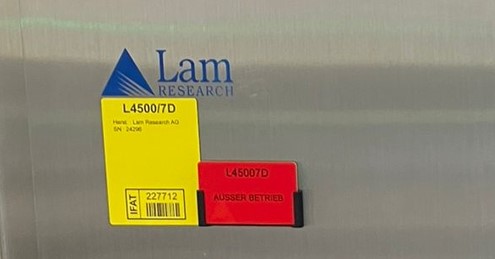 Lam
RESEARCH
L4500/7D
Herst. : Lam Research AG
SN : 24296
IFAT
227712
L45007D
AUSSER BETRIEB